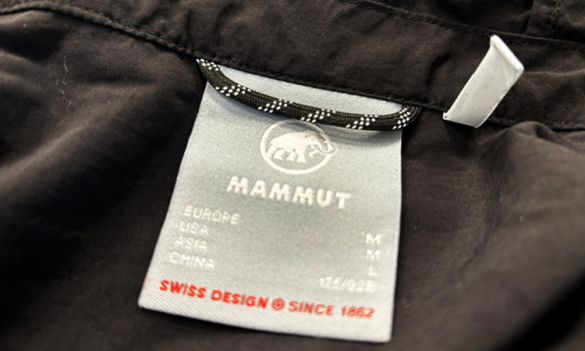 MAMMUT
EUROPE M
USA M
ASIA L
CHINA 175/92B
SWISS DESIGN SINCE 1862